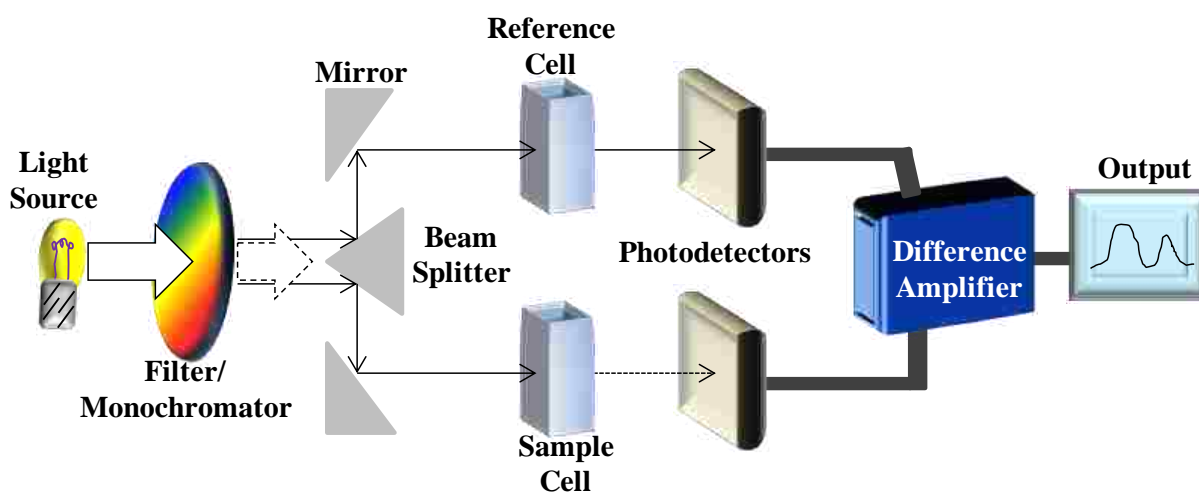 Light
Source
Filter/
Monochromator
Mirror
Beam
Splitter
Reference
Cell
Sample
Cell
Photodetectors
Difference
Amplifier
Output